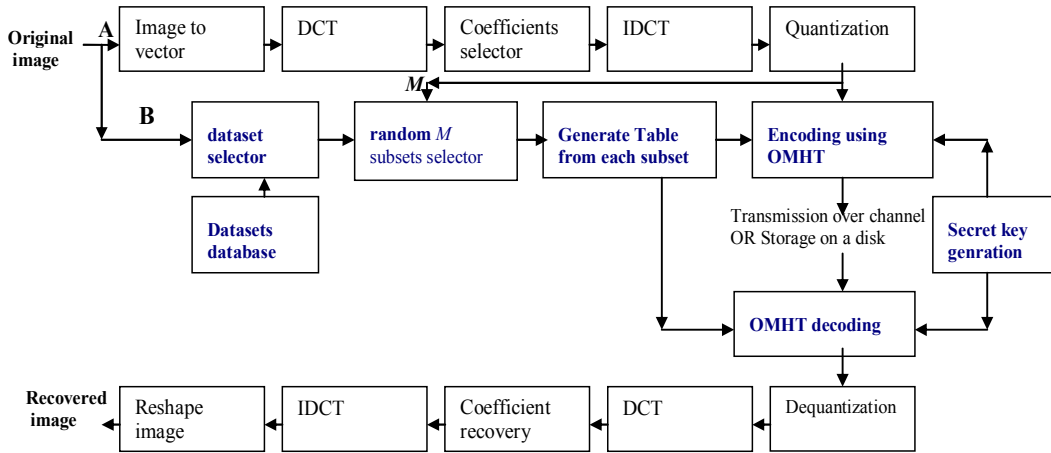 Original
image
A
Image to
vector
DCT
Coefficients
selector
IDCT
Quantization
M
B
dataset
selector
random M
subsets selector
Generate Table
from each subset
Encoding using
OMHT
Datasets
database
Transmission over channel
OR Storage on a disk
Secret key
genration
OMHT decoding
Recovered
image
Reshape
image
IDCT
Coefficient
recovery
DCT
Dequantization